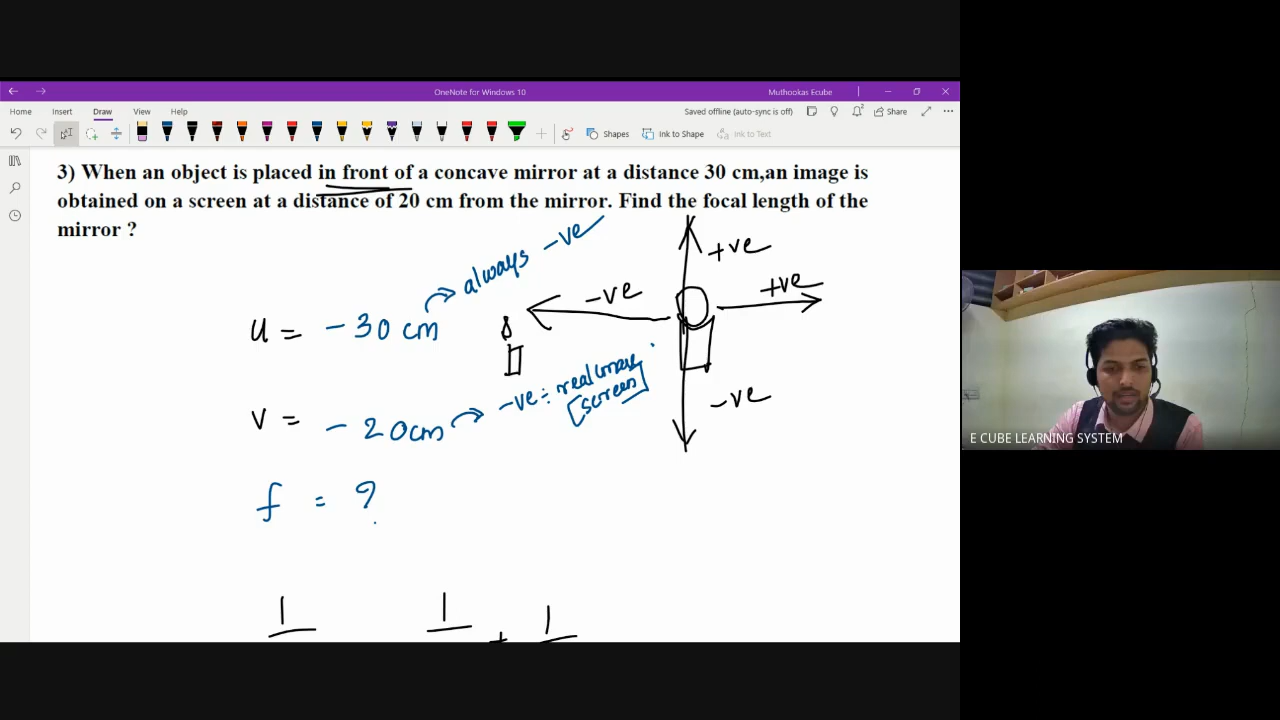 OneNote for Windows 10
Muthookas Ecube
Home Insert Draw View Help
Saved offline (auto-sync is off)
Share
Shapes
Ink to Shape
Ink to Text
3) When an object is placed in front of a concave mirror at a distance 30 cm,an image is
obtained on a screen at a distance of 20 cm from the mirror. Find the focal length of the
mirror ?
always -ve
+ve
-ve
+ve
u = - 30 cm
-ve = real image
[screen]
-ve
v = - 20cm
f = ?
1 1 + 1
E CUBE LEARNING SYSTEM